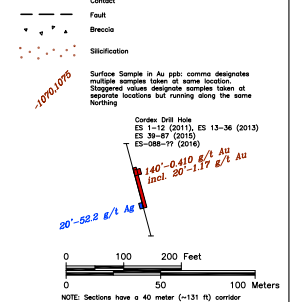 Contact
Fault
Breccia
Silicification
-1070,1075
Surface Sample in Au ppb: comma designates
multiple samples taken at same location.
Staggered values designate samples taken at
separate locations but running along the same
Northing
Cordex Drill Hole
ES 1-12 (2011), ES 13-36 (2013)
ES 39-87 (2015)
ES-088-?? (2016)
140'-0.410 g/t Au
incl. 20'-1.17 g/t Au
20'-52.2 g/t Ag
0 100 200 Feet
0 50 100 Meters
NOTE: Sections have a 40 meter (~131 ft) corridor